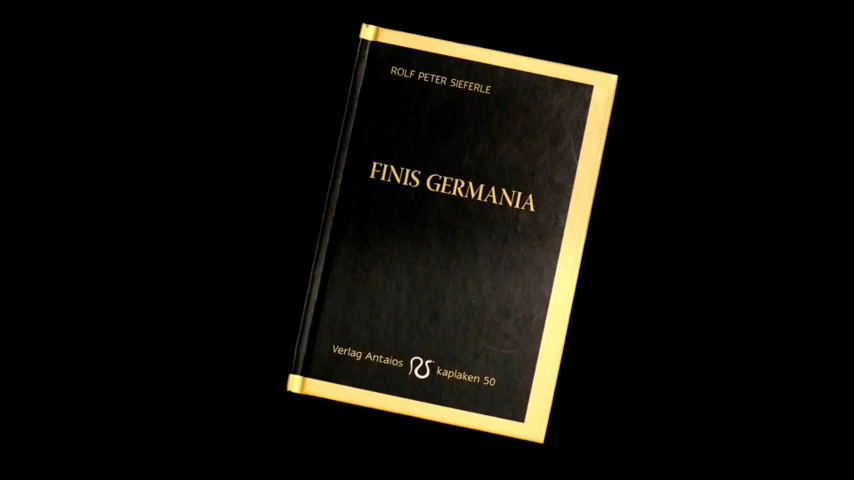 ROLF PETER SIEFERLE
FINIS GERMANIA
Verlag Antaios kaplaken 50